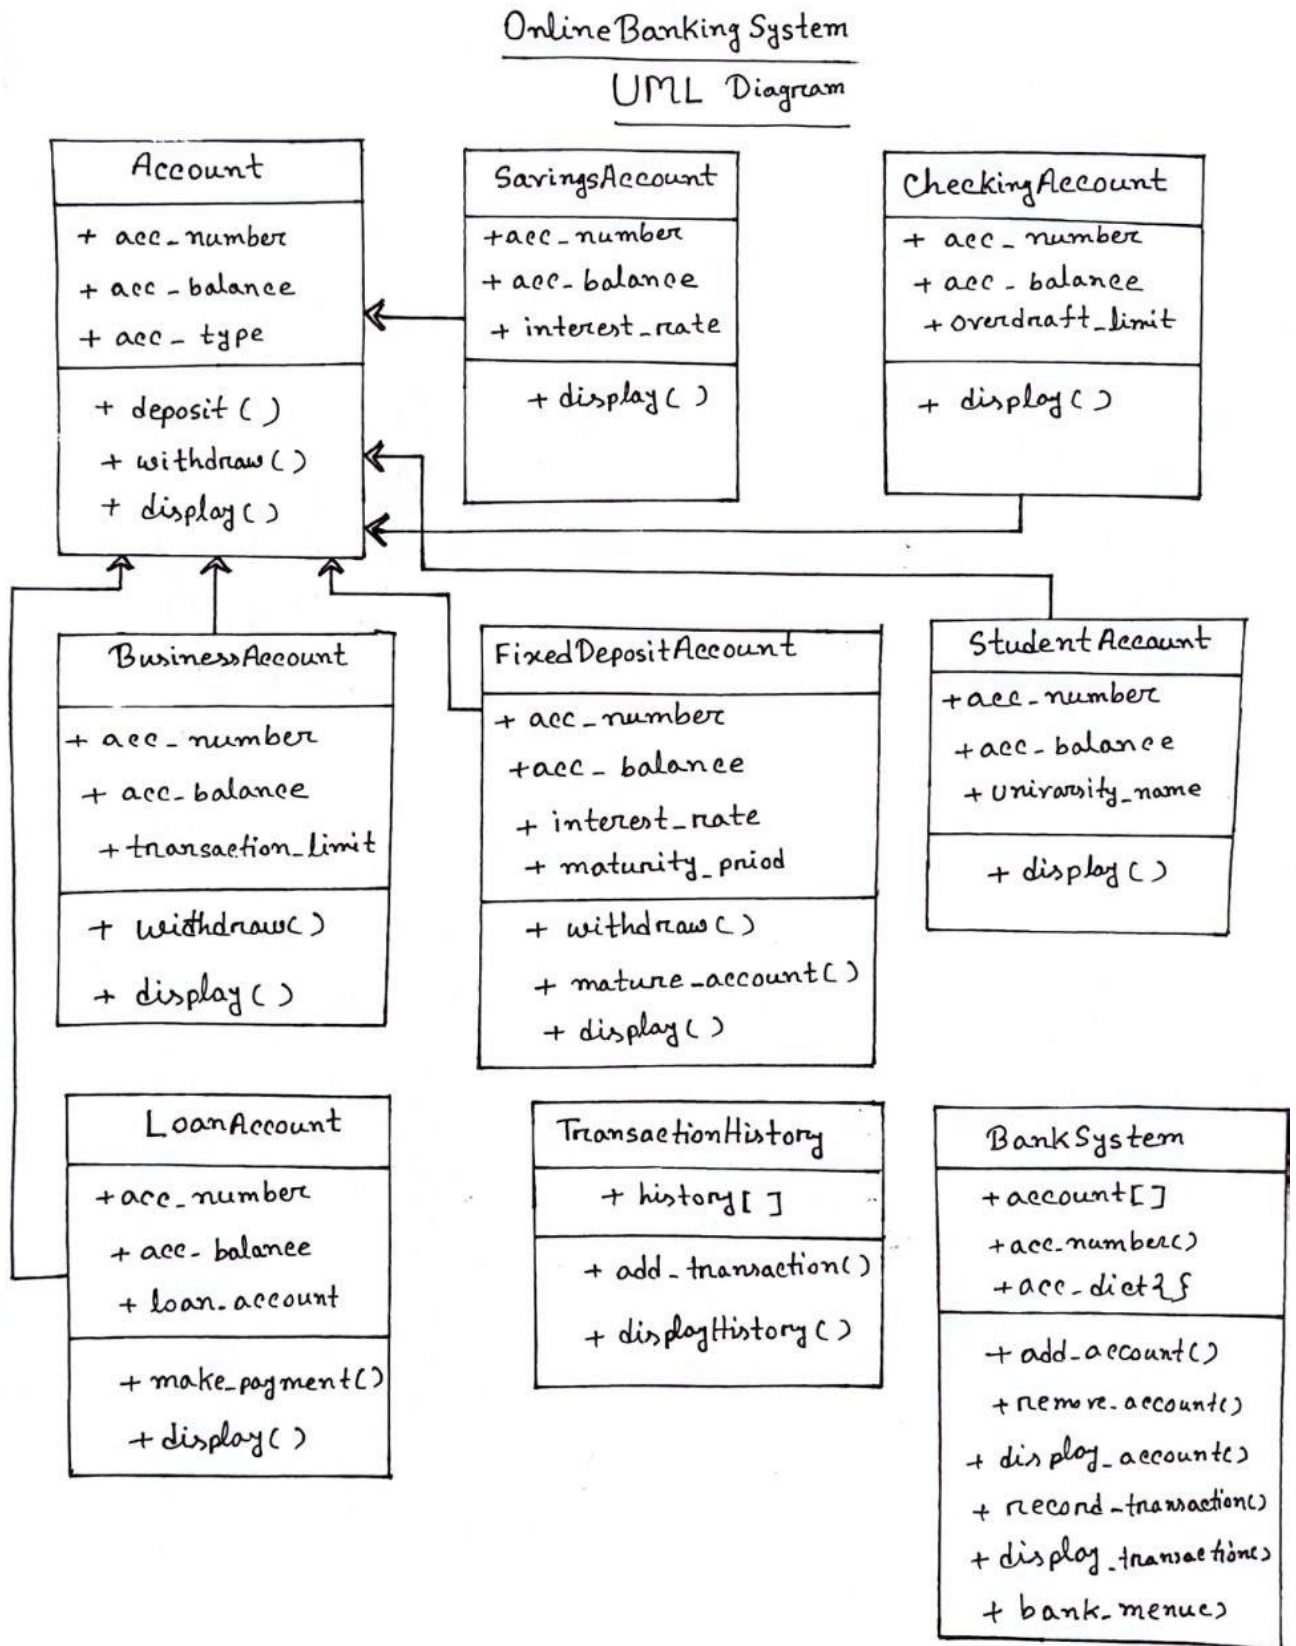 Online Banking System
UML Diagram
Account
+ acc_number
+ acc_balance
+ acc_type
+ deposit()
+ withdraw()
+ display()
SavingsAccount
+acc_number
+ acc_balance
+ interest_rate
+ display()
CheckingAccount
+ acc_number
+ acc_balance
+ overdraft_limit
+ display()
BusinessAccount
+ acc_number
+ acc_balance
+transaction_limit
+ withdraw()
+ display()
FixedDepositAccount
+ acc_number
+acc_balance
+ interest_rate
+ maturity_priod
+ withdraw()
+ mature_account()
+ display()
StudentAccount
+acc_number
+acc_balance
+ univarsity_name
+ display()
LoanAccount
+acc_number
+ acc_balance
+ loan_account
+ make_payment()
+ display()
TransactionHistory
+ history[ ]
+ add_transaction()
+ displayHistory()
BankSystem
+account[]
+acc_number()
+acc_dict{}
+ add_account()
+ remove_account()
+ display_account()
+ record_transaction()
+ display_transaction()
+ bank_menu()